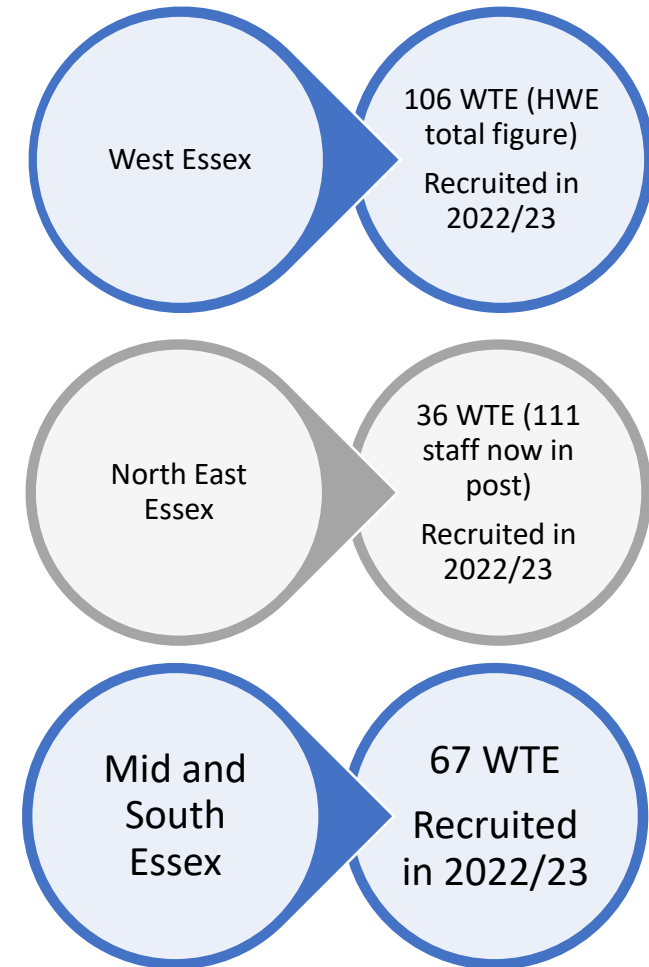 West Essex
106 WTE (HWE
total figure)
Recruited in
2022/23
North East
Essex
36 WTE (111
staff now in
post)
Recruited in
2022/23
Mid and
South
Essex
67 WTE
Recruited
in 2022/23